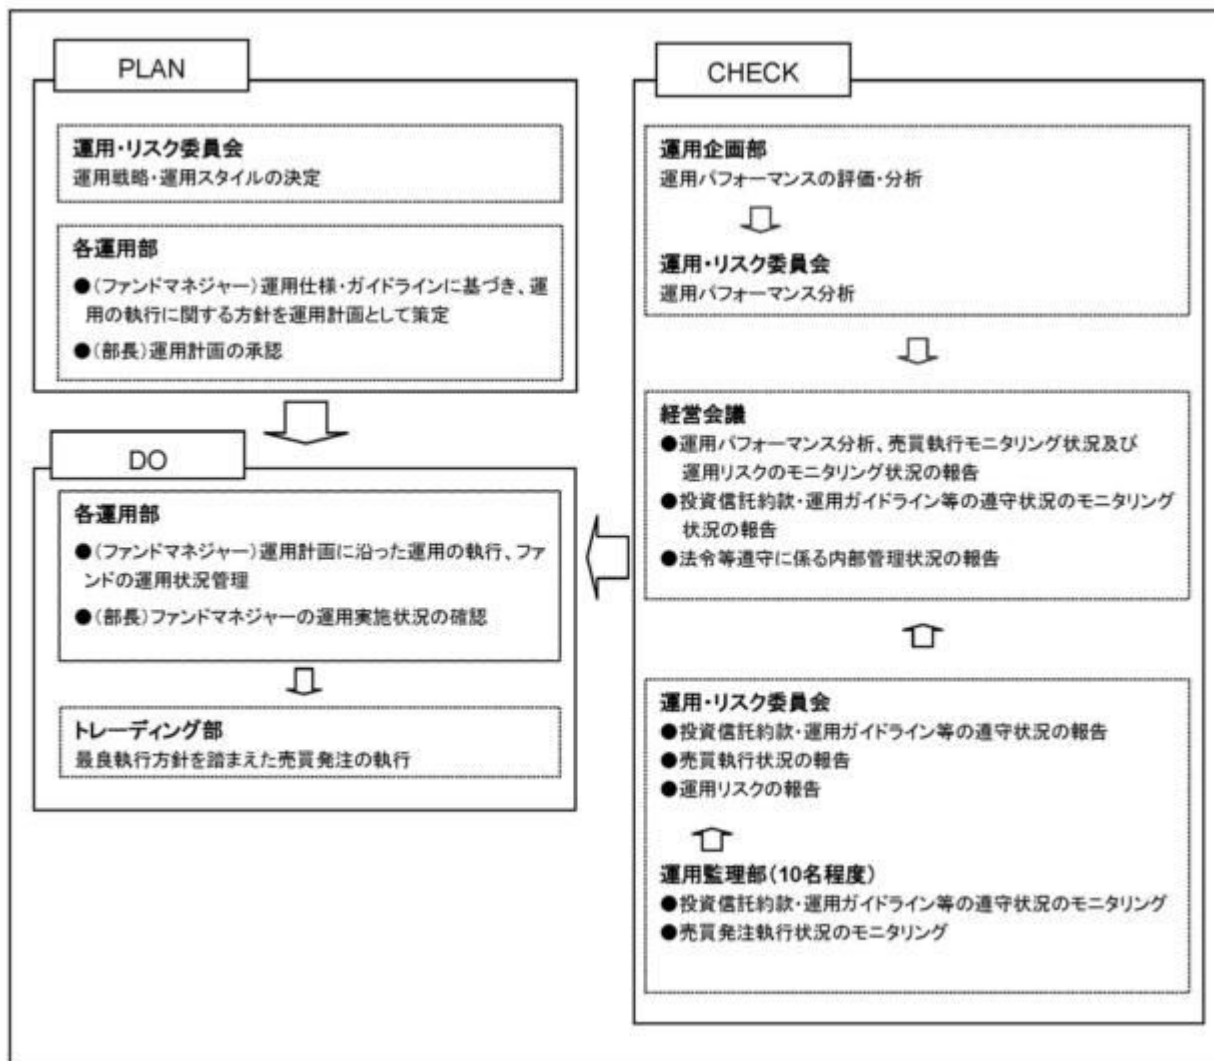 PLAN
運用・リスク委員会
運用戦略・運用スタイルの決定
各運用部
●(ファンドマネジャー)運用仕様・ガイドラインに基づき、運
用の執行に関する方針を運用計画として策定
●(部長)運用計画の承認
DO
各運用部
●(ファンドマネジャー)運用計画に沿った運用の執行、ファ
ンドの運用状況管理
●(部長)ファンドマネジャーの運用実施状況の確認
トレーディング部
最良執行方針を踏まえた売買発注の執行
CHECK
運用企画部
運用パフォーマンスの評価・分析
運用・リスク委員会
運用パフォーマンス分析
経営会議
●運用パフォーマンス分析、売買執行モニタリング状況及び
運用リスクのモニタリング状況の報告
●投資信託約款・運用ガイドライン等の遵守状況のモニタリング
状況の報告
●法令等遵守に係る内部管理状況の報告
運用・リスク委員会
●投資信託約款・運用ガイドライン等の遵守状況の報告
●売買執行状況の報告
●運用リスクの報告
運用監理部(10名程度)
●投資信託約款・運用ガイドライン等の遵守状況のモニタリング
●売買発注執行状況のモニタリング